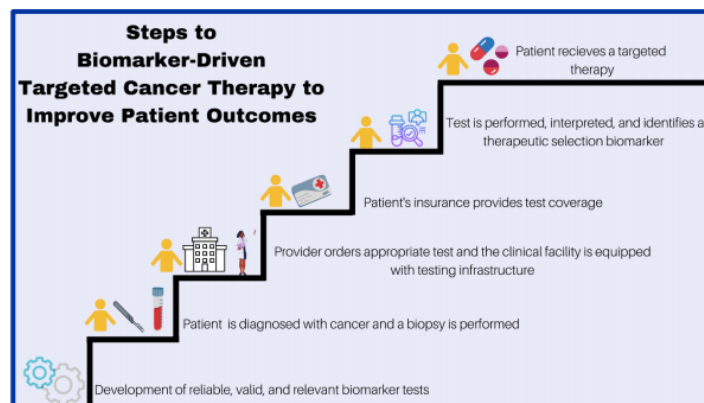 Steps to
Biomarker-Driven
Targeted Cancer Therapy to
Improve Patient Outcomes
Patient recieves a targeted
therapy
Test is performed, interpreted, and identifies a
therapeutic selection biomarker
Patient's insurance provides test coverage
Provider orders appropriate test and the clinical facility is equipped
with testing infrastructure
Patient is diagnosed with cancer and a biopsy is performed
Development of reliable, valid, and relevant biomarker tests